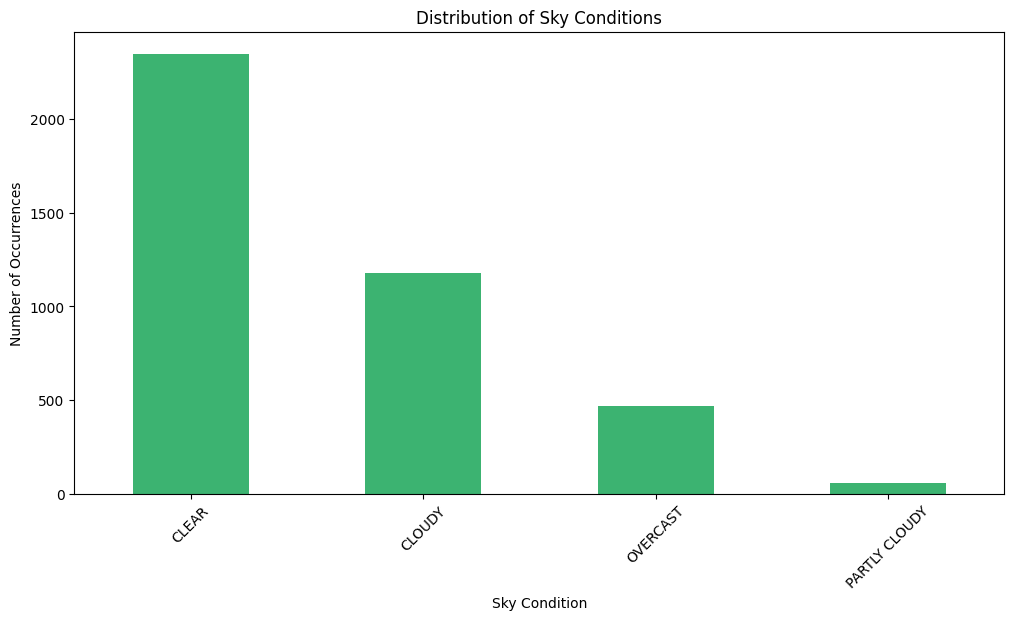 Distribution of Sky Conditions
Number of Occurrences
2000
1500
1000
500
0
CLEAR
CLOUDY
OVERCAST
PARTLY CLOUDY
Sky Condition